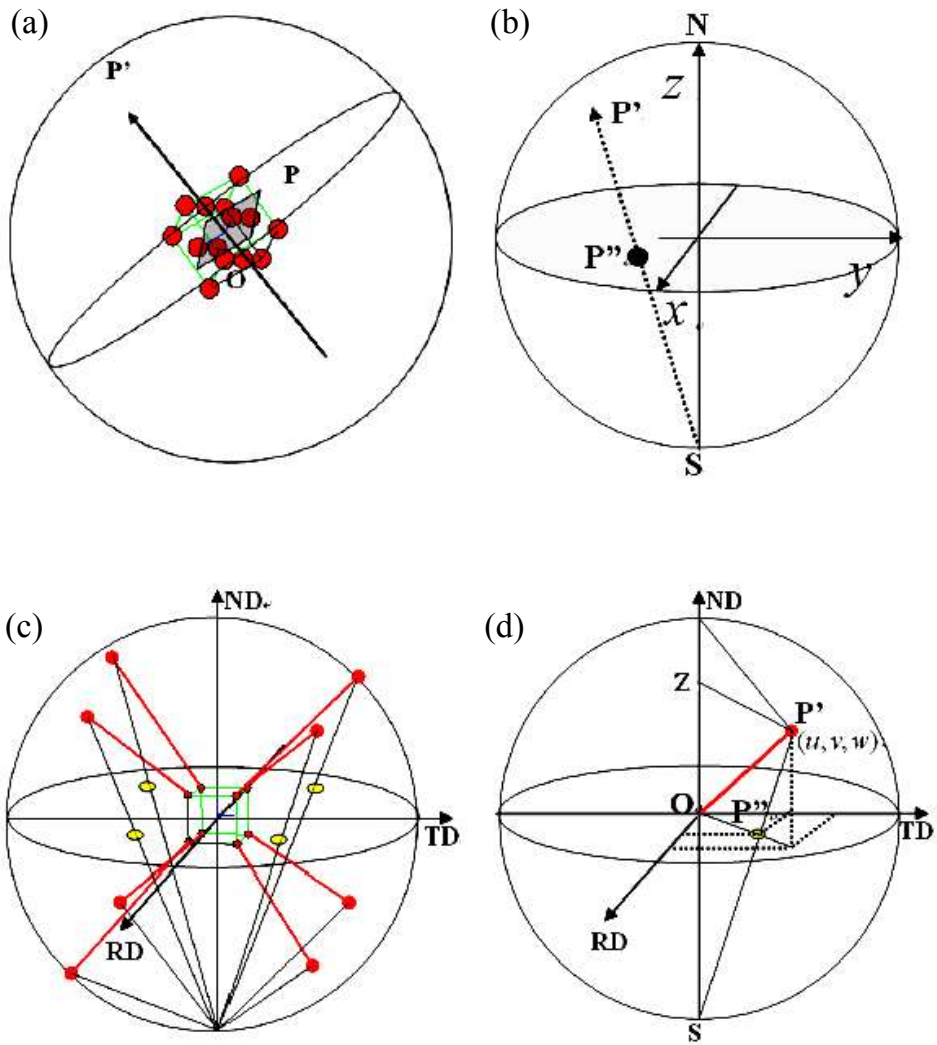 (a)
P'
P
O
(b)
N
z
P'
P''
y
x
S
(c)
ND
TD
RD
(d)
ND
Z
P'
(u, v, w)
O
P''
TD
RD
S